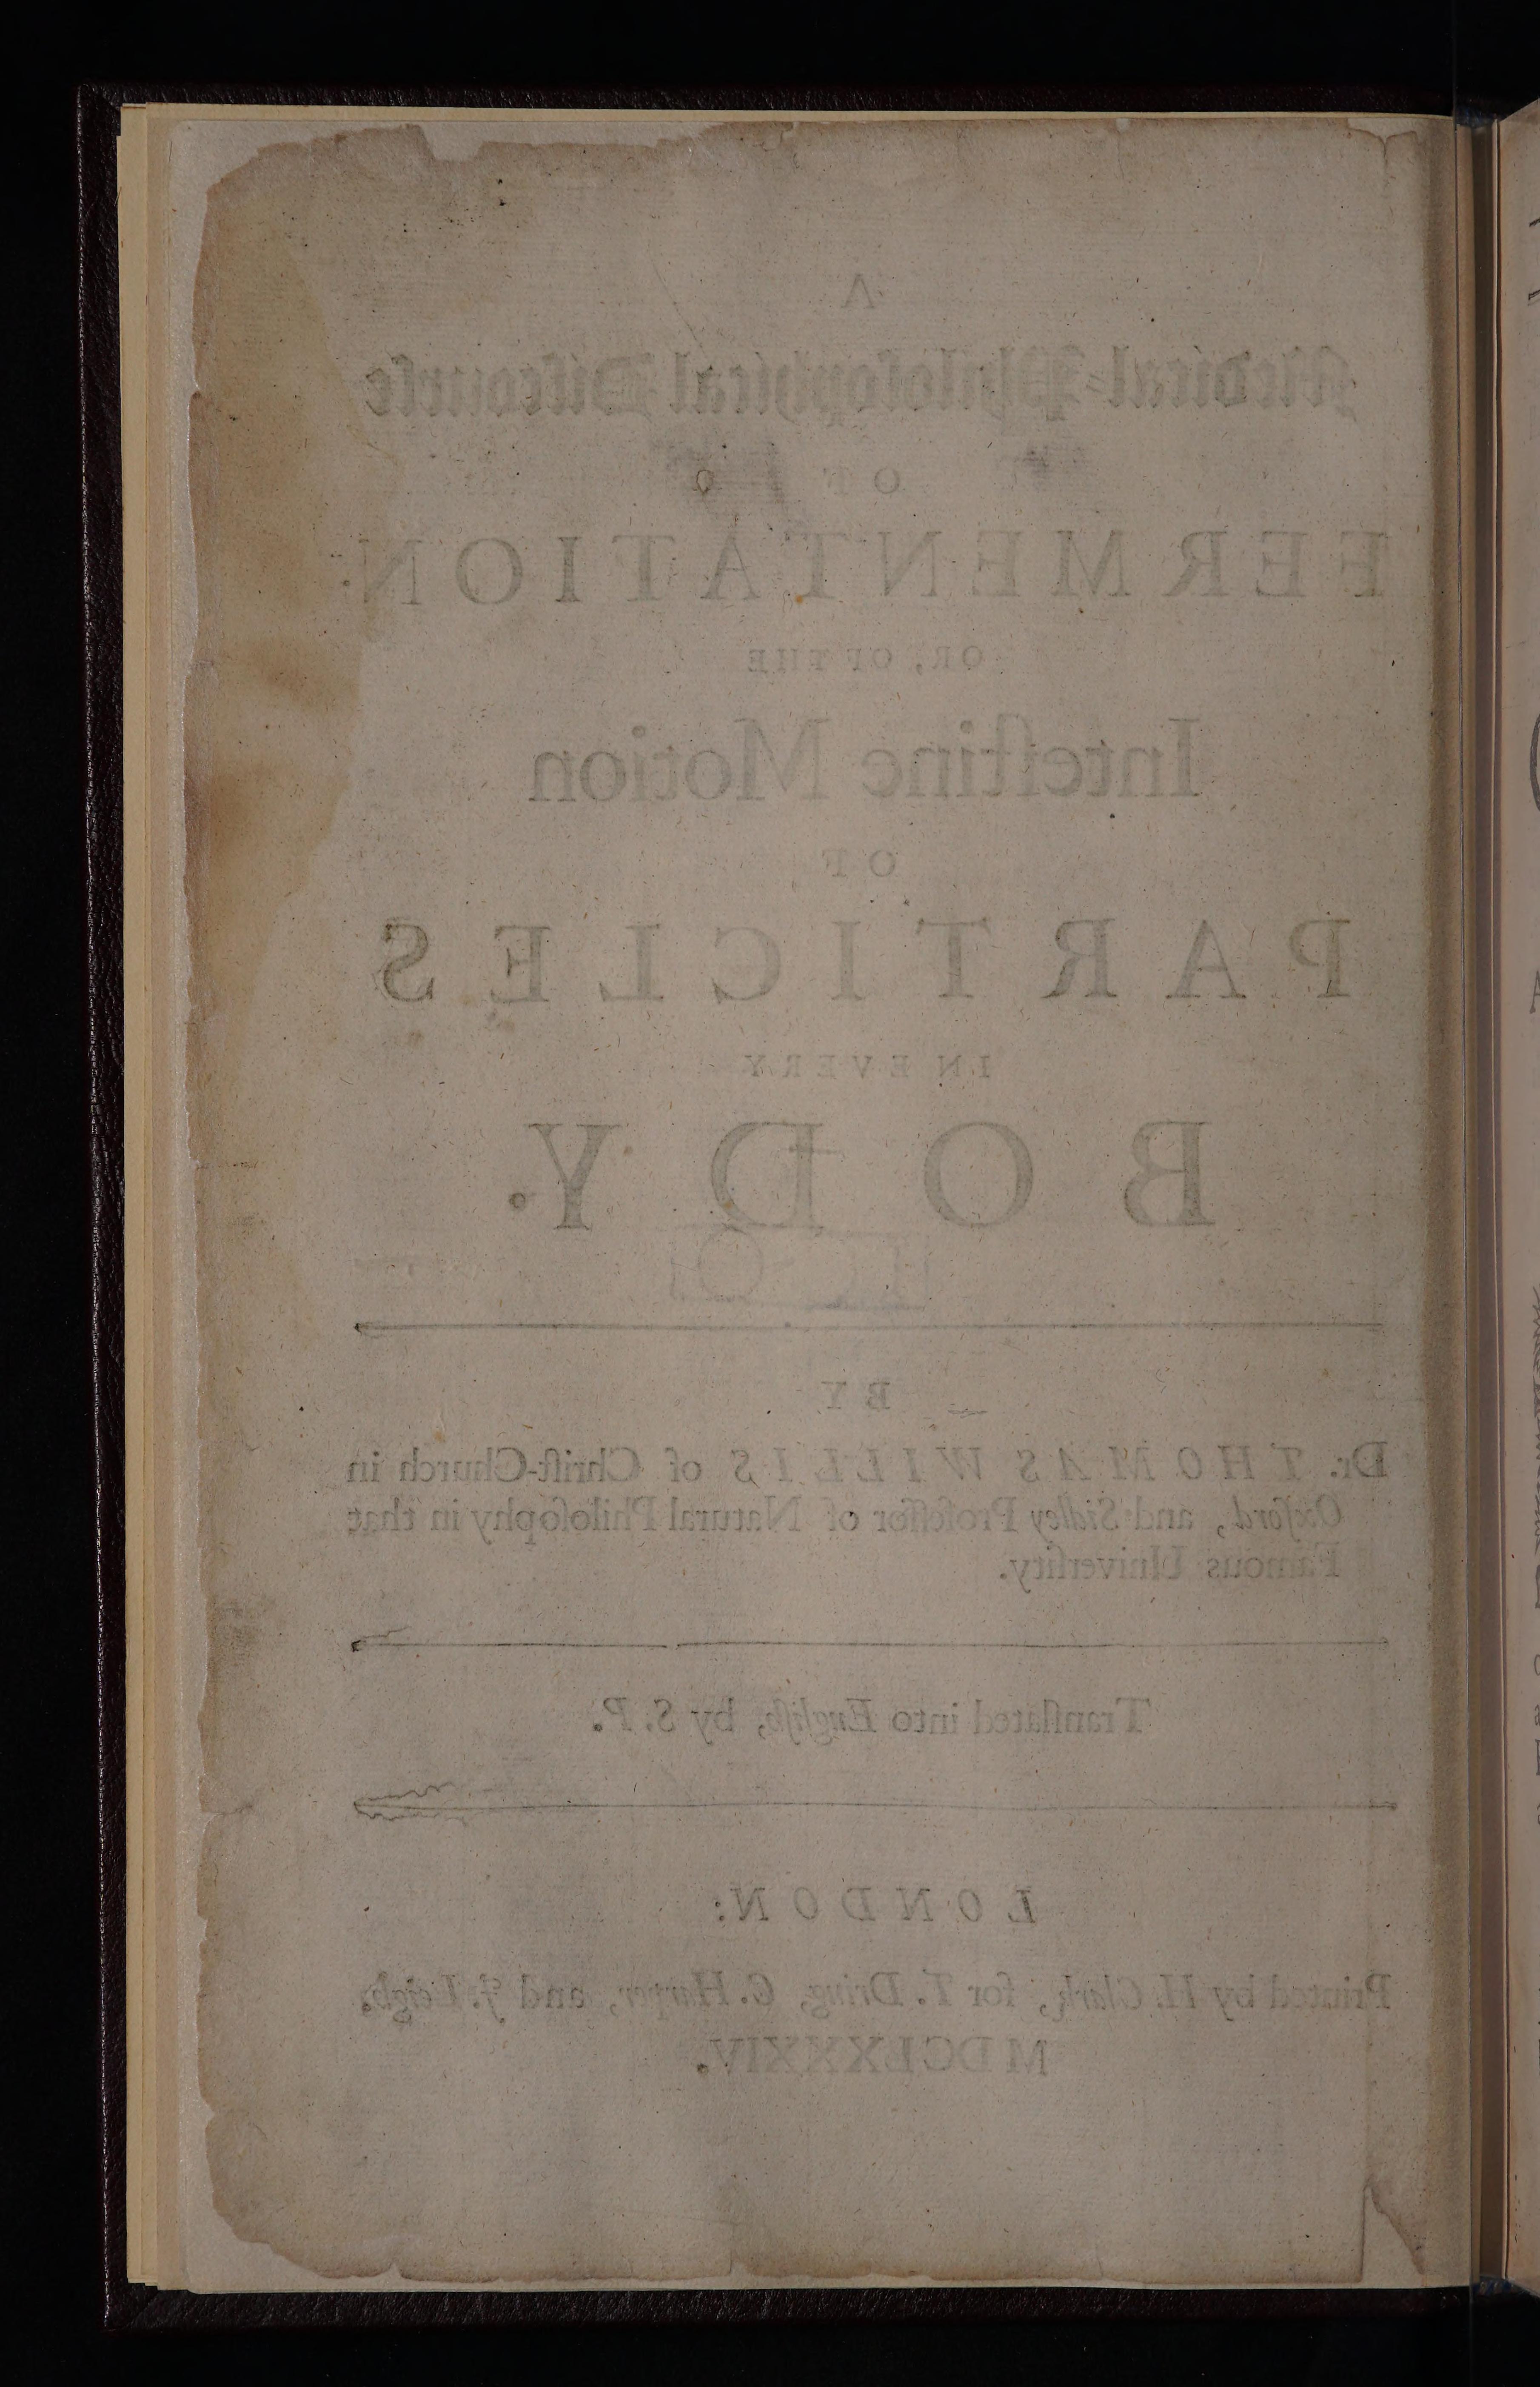 A
Medical-Philoſophical Diſcourſe
OF
FERMENTATION
OR, OF THE
Inteſtine Motion
OF
PARTICLES
IN EVERY
BODY.
BY
Dr. THOMAS WILLIS of Chriſt-Church in
Oxford, and Sidley Profeſſor of Natural Philoſophy in that
Famous Univerſity.
Tranſlated into Engliſh, by S. P.
LONDON:
Printed by H. Clark, for T. Dring, C. Harper, and J. Leigh,
MDCLXXXIV.